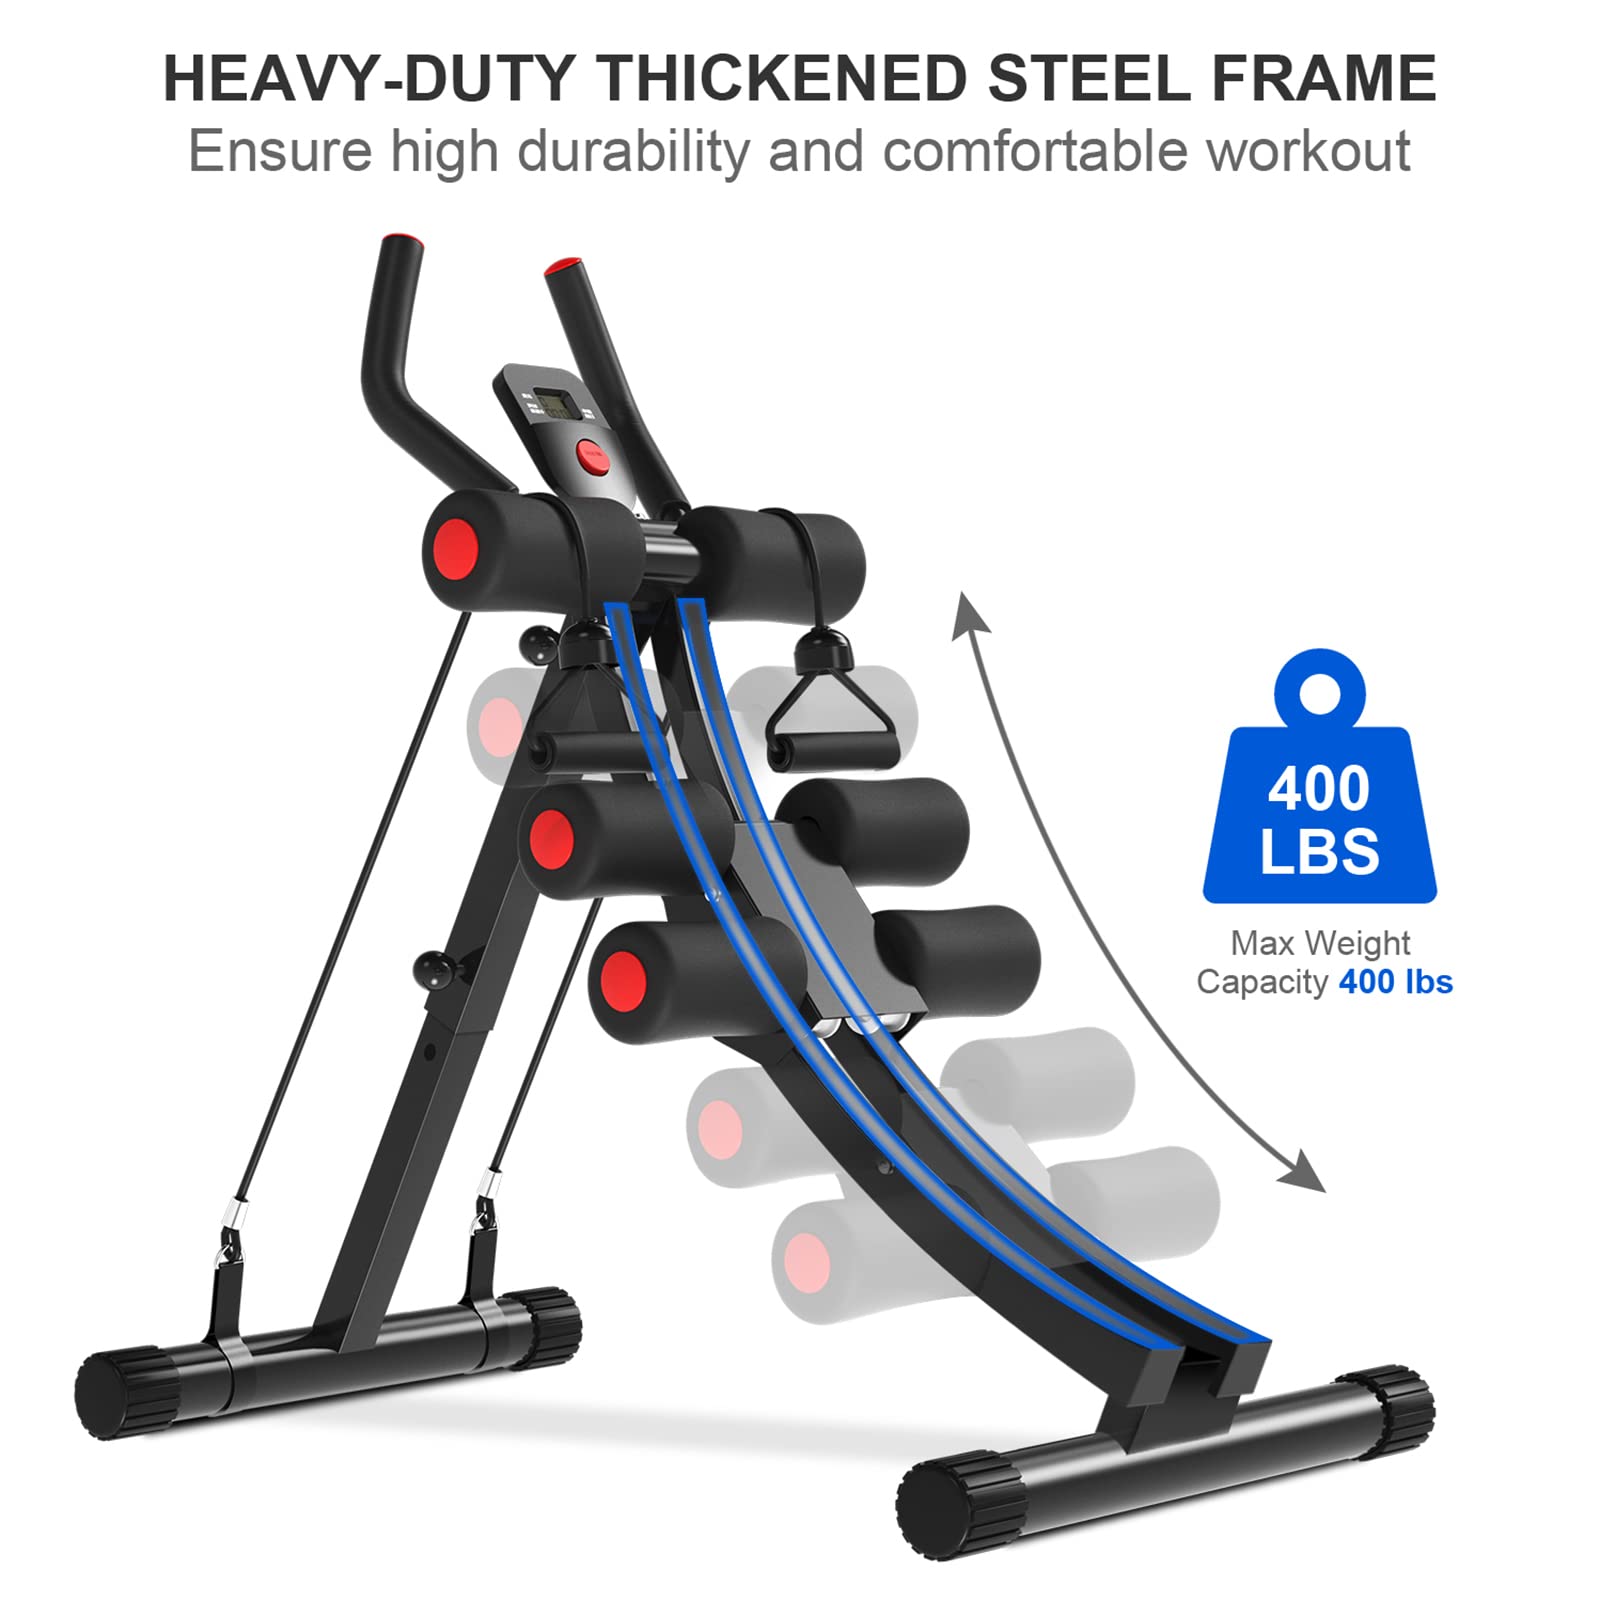 HEAVY-DUTY THICKENED STEEL FRAME
Ensure high durability and comfortable workout
400
LBS
Max Weight
Capacity 400 lbs